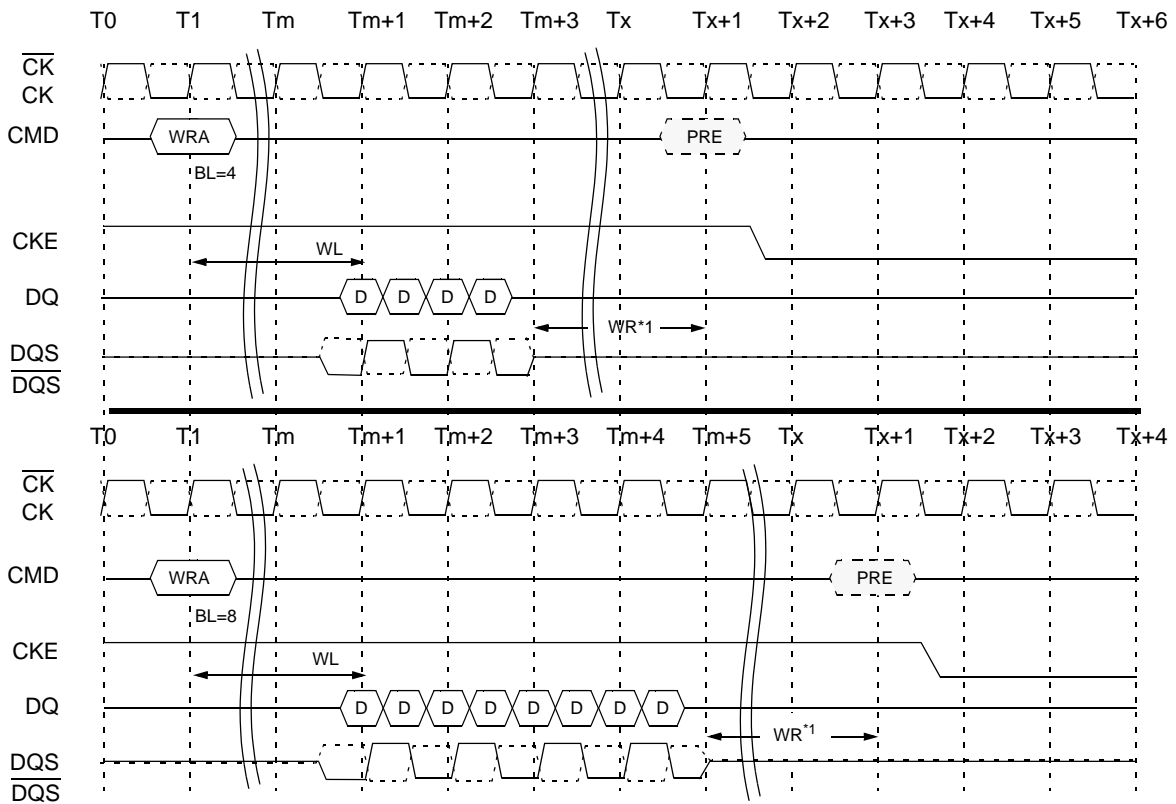 T0 T1 Tm Tm+1 Tm+2 Tm+3 Tx Tx+1 Tx+2 Tx+3 Tx+4 Tx+5 Tx+6
CK
CK
CMD WRA PRE
BL=4
CKE
WL
DQ D D D D
WR*1
DQS
DQS
T0 T1 Tm Tm+1 Tm+2 Tm+3 Tm+4 Tm+5 Tx Tx+1 Tx+2 Tx+3 Tx+4
CK
CK
CMD WRA PRE
BL=8
CKE
WL
DQ D D D D D D D D
WR*1
DQS
DQS